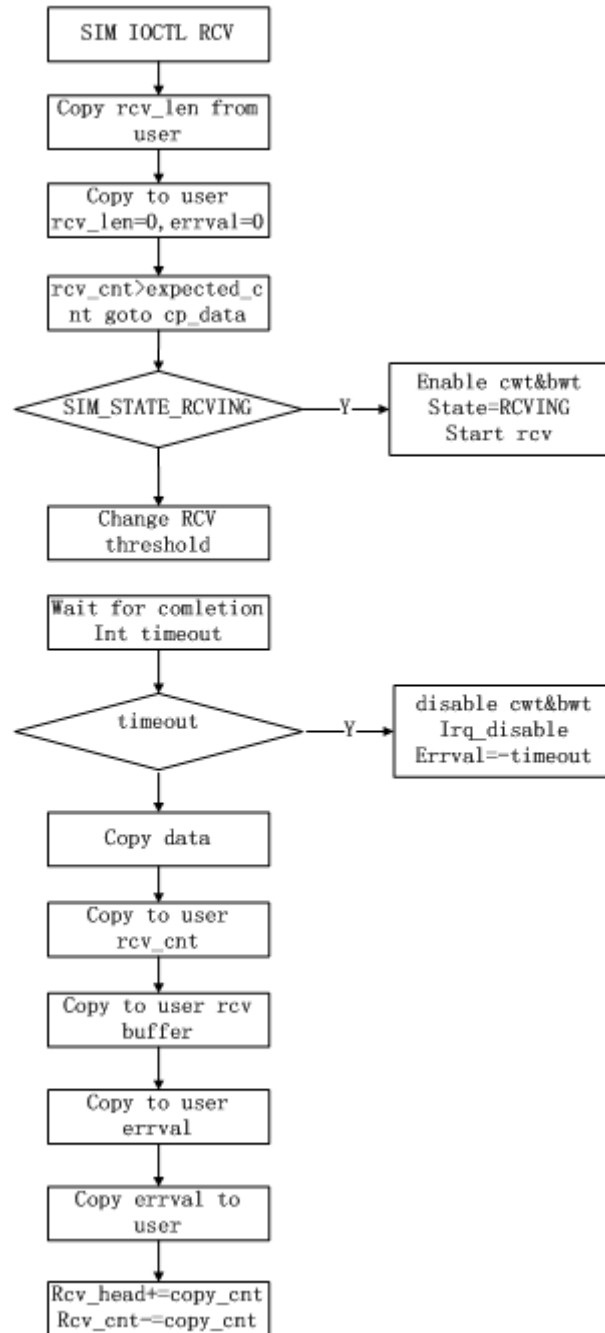 SIM IOCTL RCV
Copy rcv_len from
user
Copy to user
rcv_len=0,errval=0
rcv_cnt>expected_c
nt goto cp_data
SIM_STATE_RCVING
Y
Enable cwt&bwt
State=RCVING
Start rcv
Change RCV
threshold
Wait for comletion
Int timeout
timeout
Y
disable cwt&bwt
Irq_disable
Errval=-timeout
Copy data
Copy to user
rcv_cnt
Copy to user rcv
buffer
Copy to user
errval
Copy errval to
user
Rcv_head+=copy_cnt
Rcv_cnt-=copy_cnt